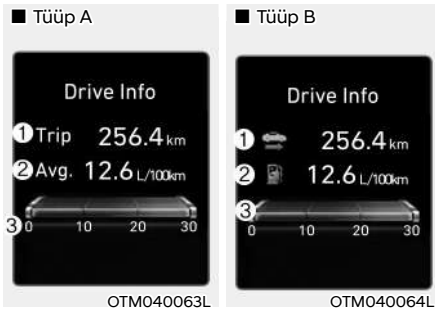 ■ Tüüp A
Drive Info
① Trip 256.4 km
② Avg. 12.6 L/100km
③ 0 10 20 30
OTM040063L
■ Tüüp B
Drive Info
① 256.4 km
② 12.6 L/100km
③ 0 10 20 30
OTM040064L